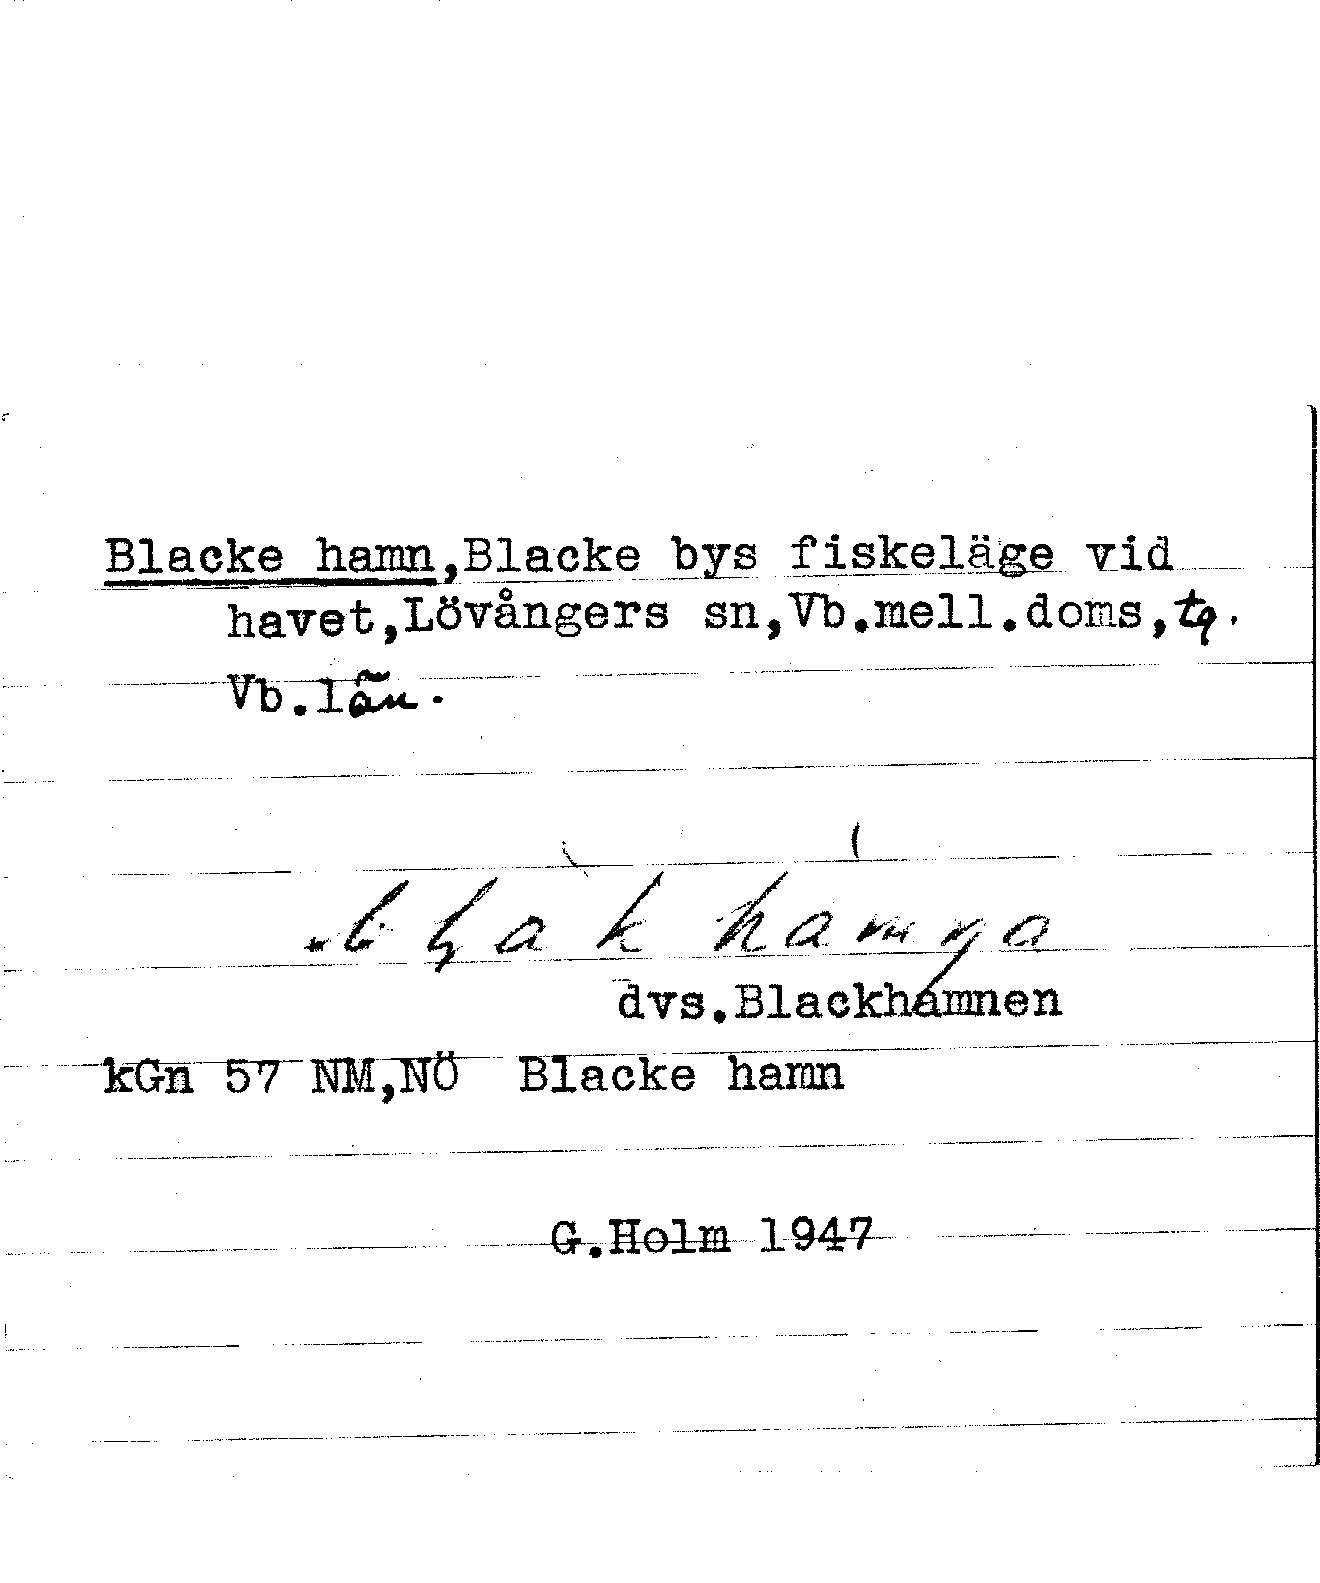 Blacke hamn,Blacke bys fiskeläge vid
havet,Lövångers sn,Vb.mell.doms,tg.
Vb.län.
dvs.Blackhamnen
kGn 57 NM,NÖ Blacke hamn
G.Holm 1947